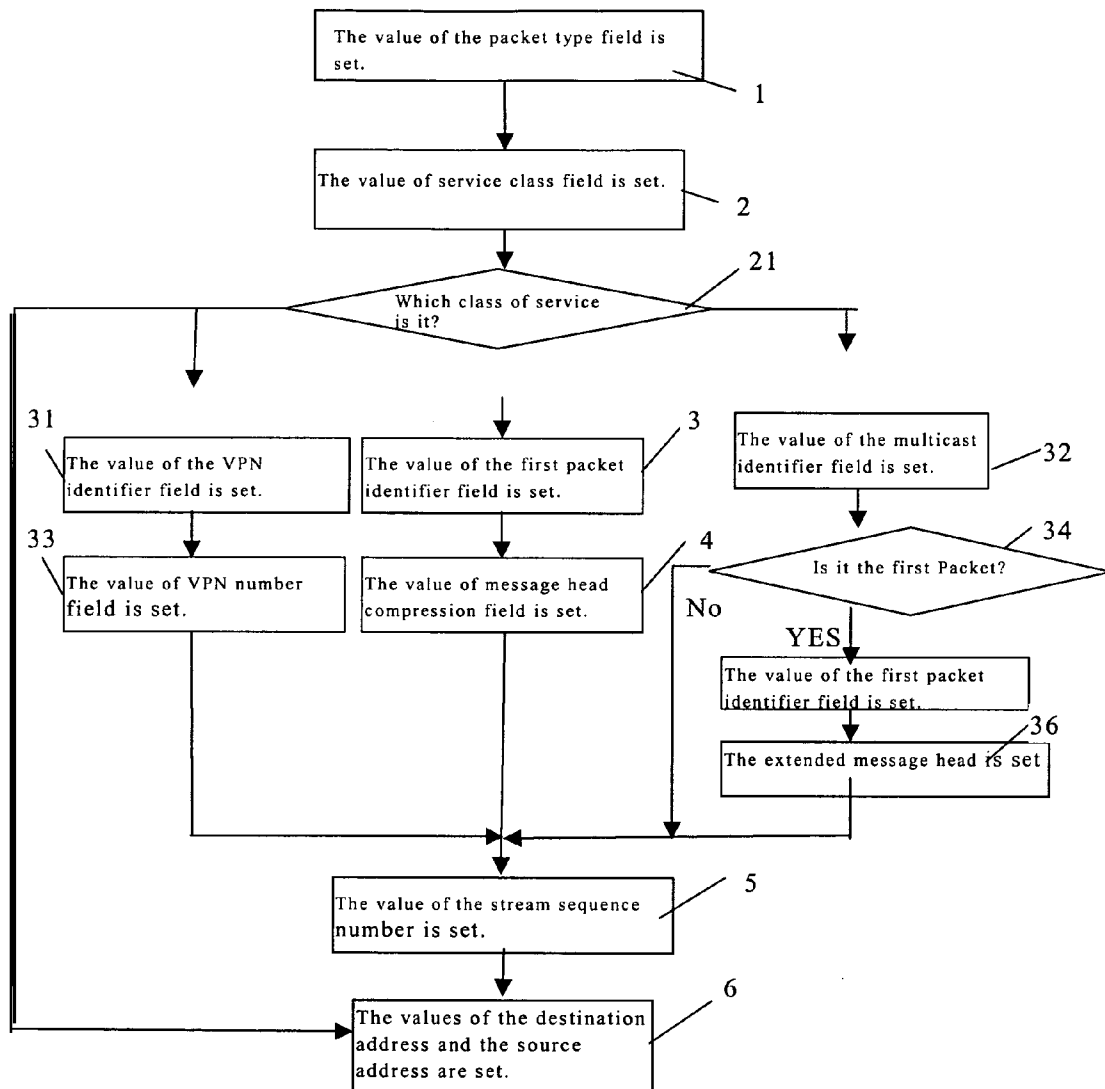 The value of the packet type field is
set.
1
The value of service class field is set.
2
21
Which class of service
is it?
31
The value of the VPN
identifier field is set.
3
The value of the first packet
identifier field is set.
The value of the multicast
identifier field is set.
32
33
The value of VPN number
field is set.
4
The value of message head
compression field is set.
34
Is it the first Packet?
No
YES
The value of the first packet
identifier field is set.
36
The extended message head is set
5
The value of the stream sequence
number is set.
6
The values of the destination
address and the source
address are set.